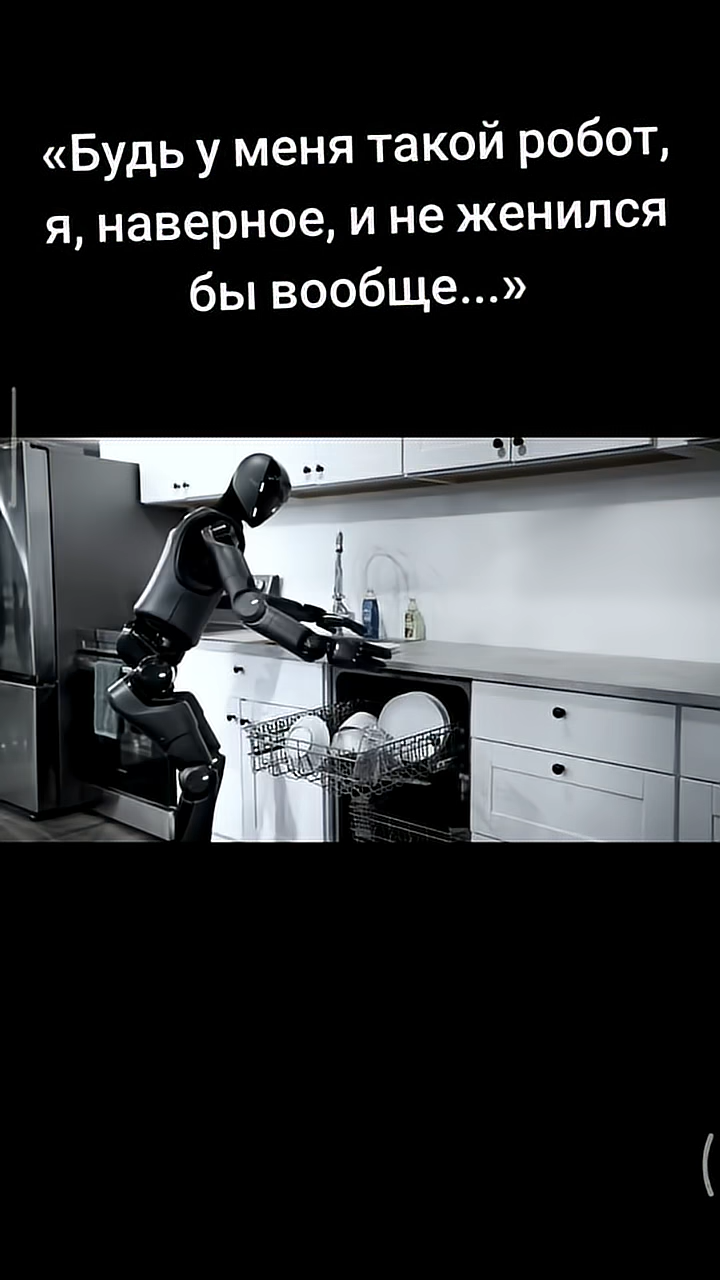 «Будь у меня такой робот,
я, наверное, и не женился
бы вообще...»